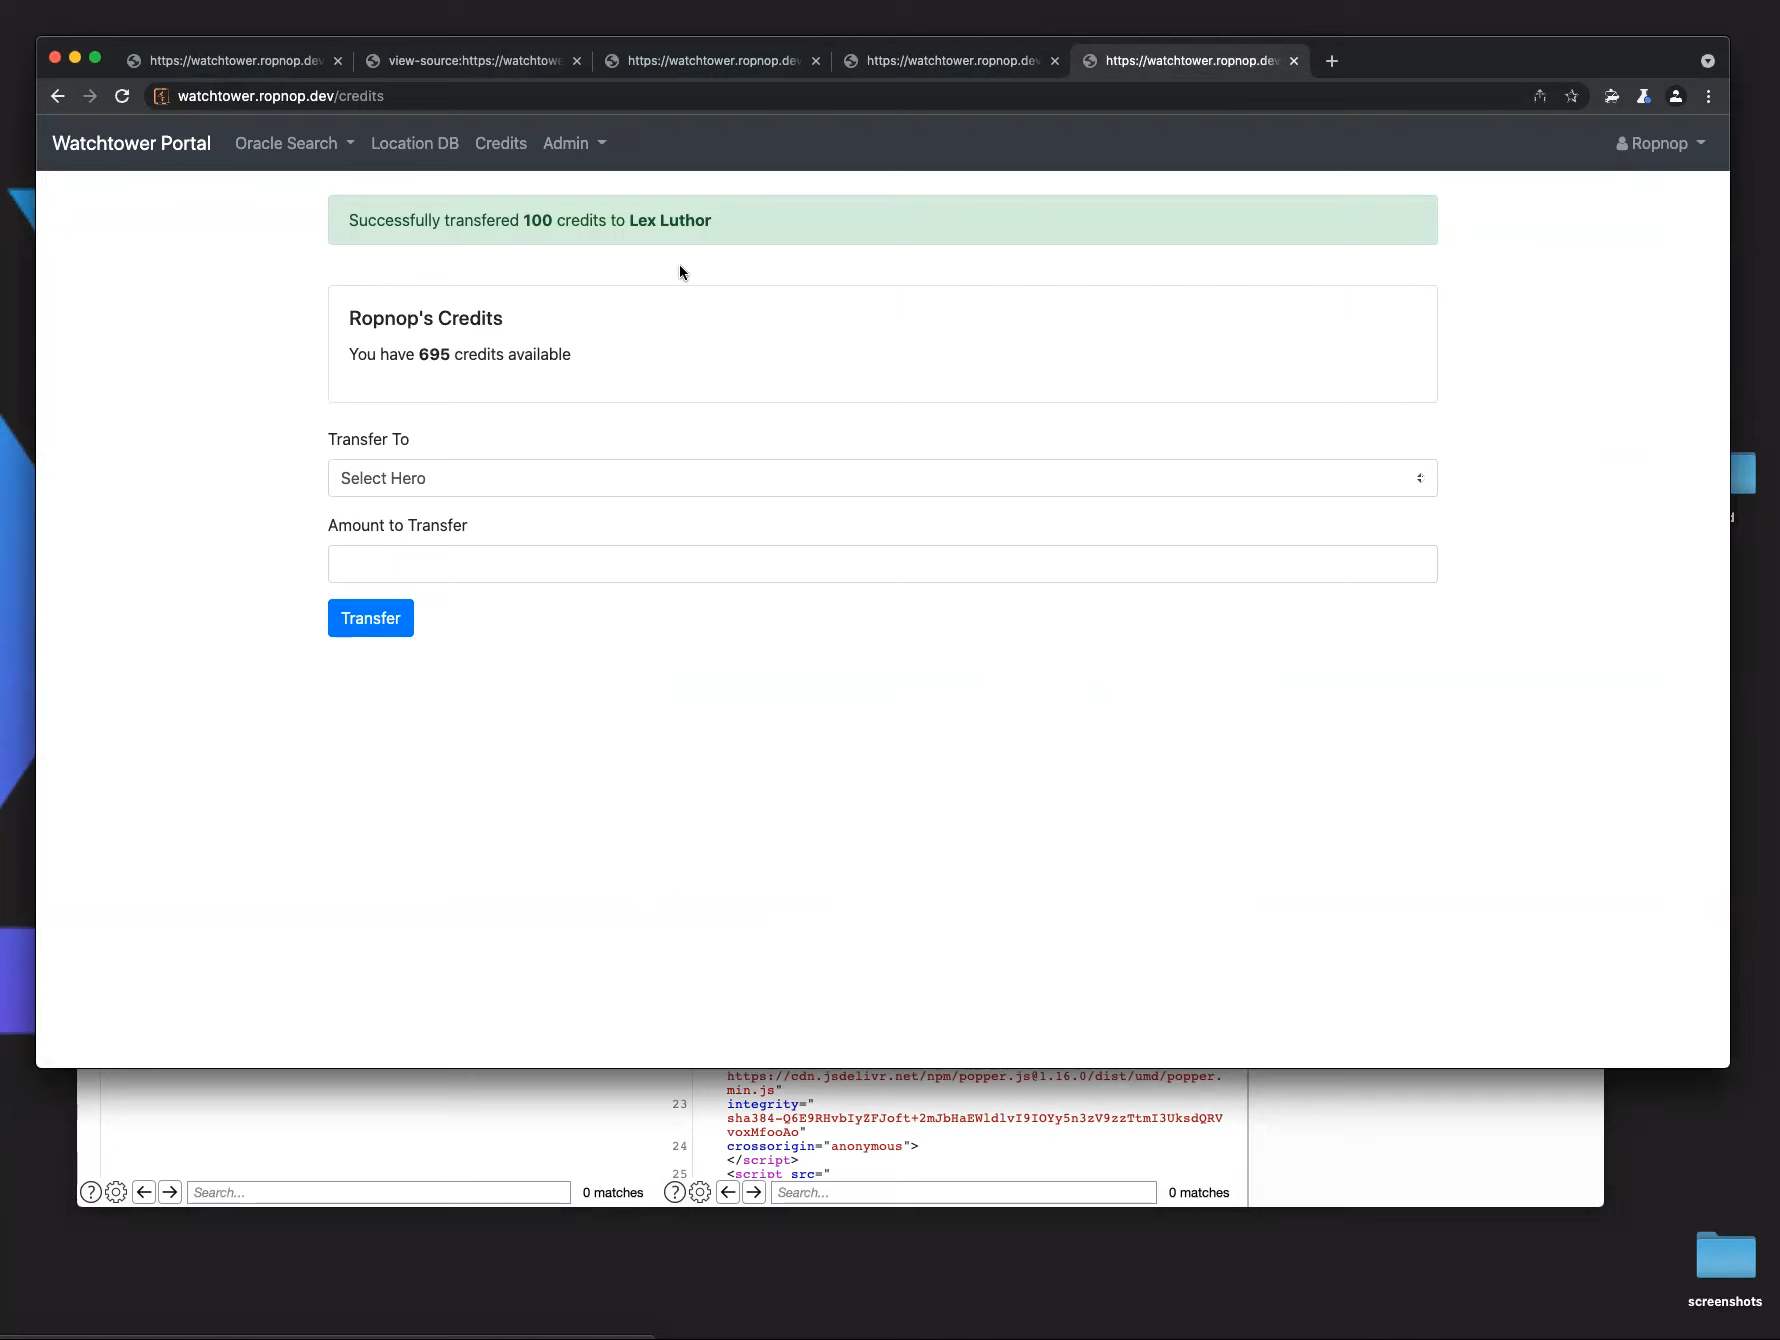 https://watchtower.ropnop.dev
view-source:https://watchtowe
https://watchtower.ropnop.dev
https://watchtower.ropnop.dev
https://watchtower.ropnop.dev
watchtower.ropnop.dev/credits
Watchtower Portal Oracle Search Location DB Credits Admin Ropnop
Successfully transfered 100 credits to Lex Luthor
Ropnop's Credits
You have 695 credits available
Transfer To
Select Hero
Amount to Transfer
Transfer
https://cdn.jsdelivr.net/npm/popper.js@1.16.0/dist/umd/popper.
min.js"
23 integrity="
sha384-Q6E9RHvbIyZFJoft+2mJbHaEWldlvI9IOYy5n3zV9zzTtmI3UksdQRV
voxMfooAo"
24 crossorigin="anonymous">
</script>
25 <script src="
? Search... 0 matches ? Search... 0 matches
screenshots